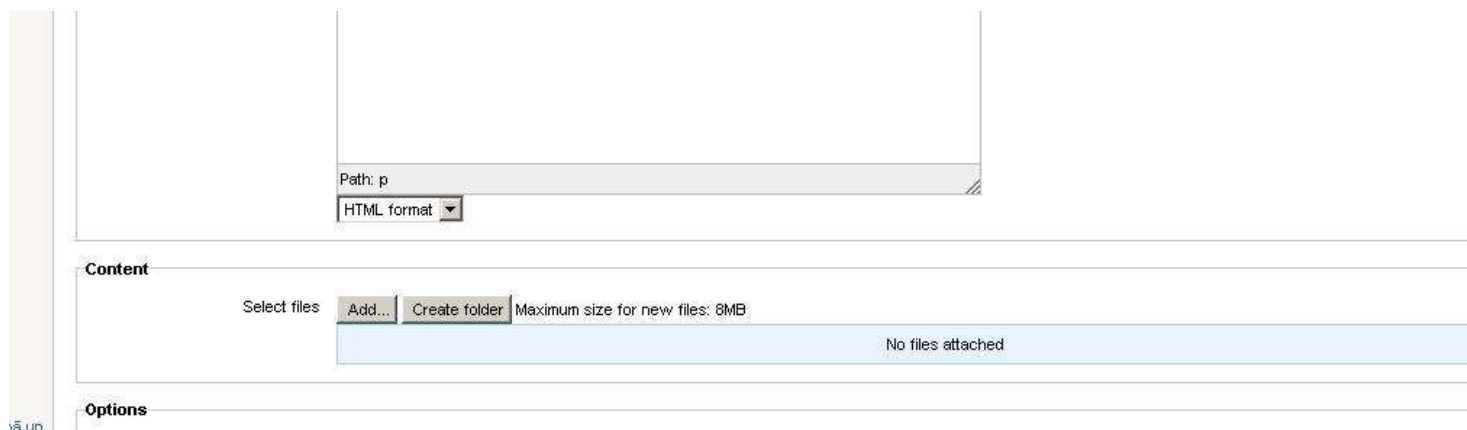 Path: p
HTML format
Content
Select files Add... Create folder Maximum size for new files: 8MB
No files attached
Options